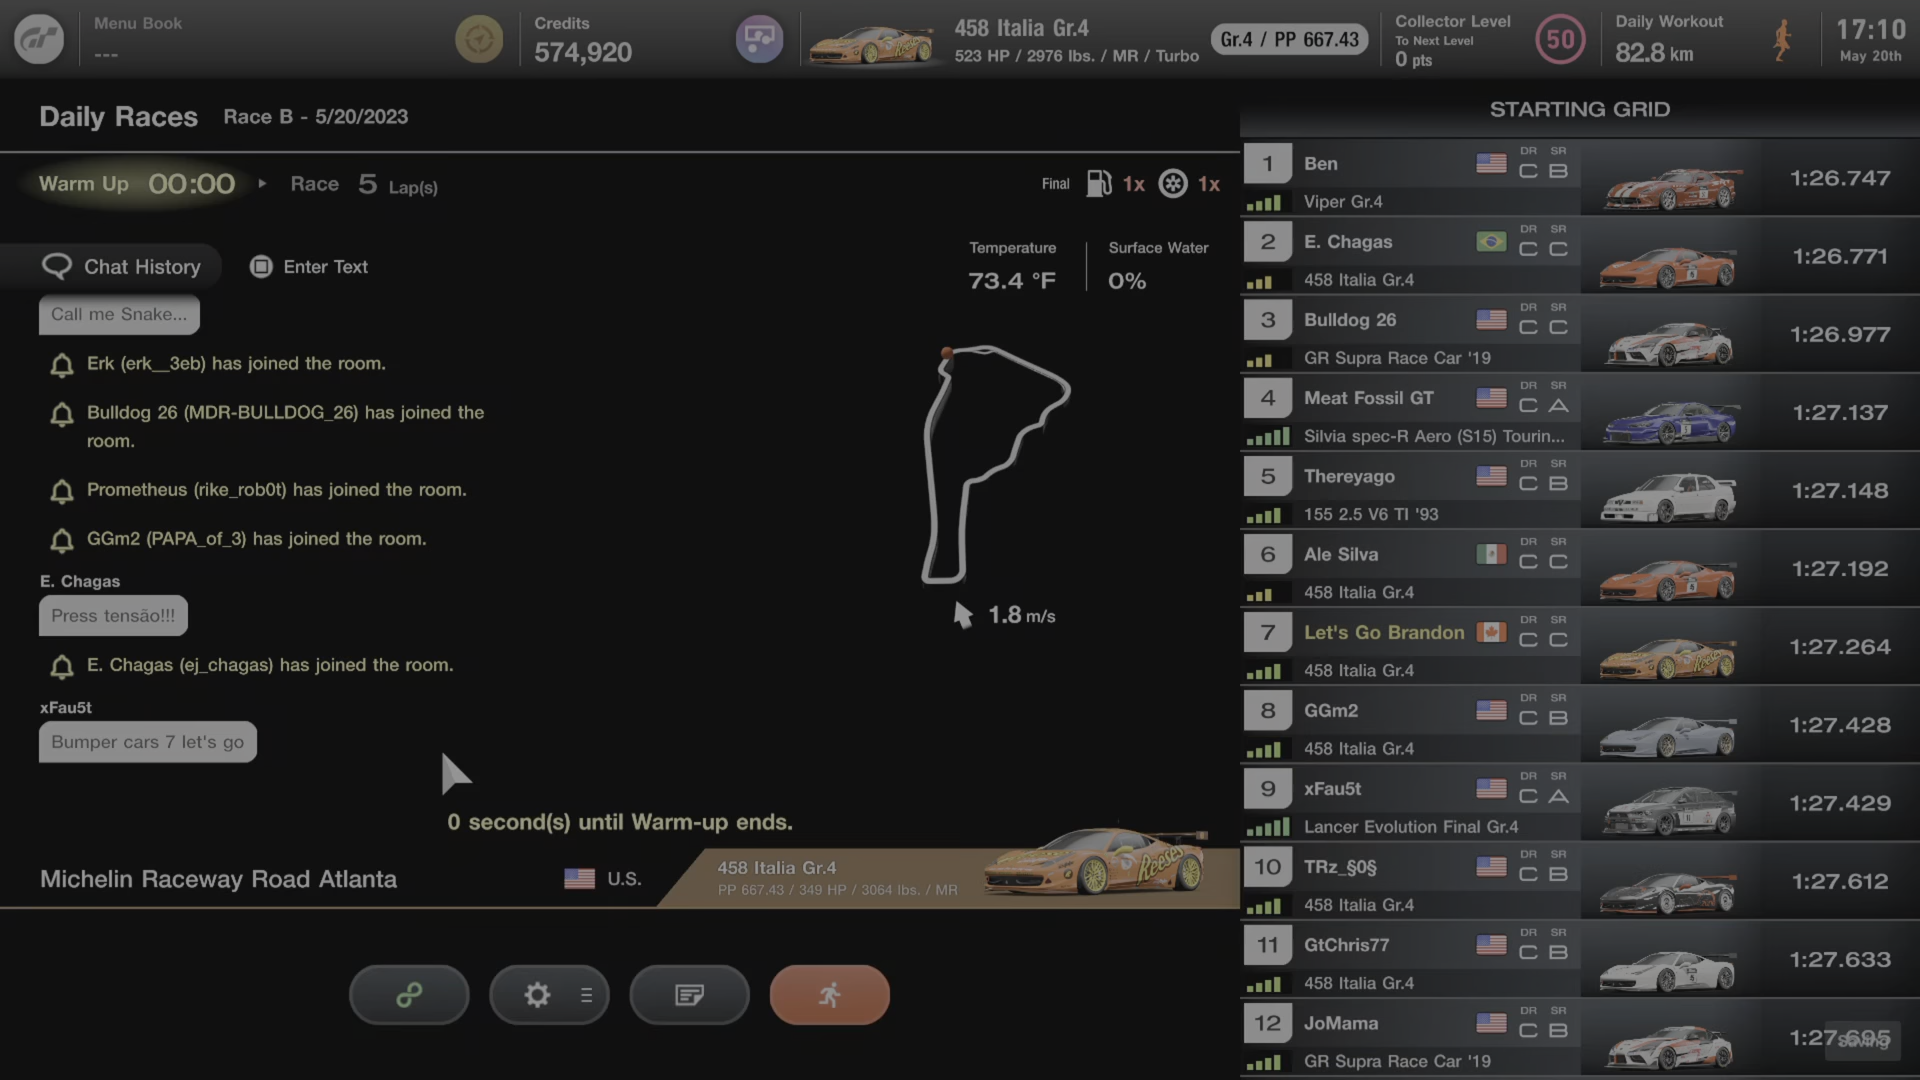 Menu Book
---
Credits
574,920
458 Italia Gr.4
523 HP / 2976 lbs. / MR / Turbo
Gr.4 / PP 667.43
Collector Level
To Next Level
0 pts
50
Daily Workout
82.8 km
17:10
May 20th
Daily Races
Race B - 5/20/2023
Warm Up 00:00
Race 5 Lap(s)
Final 1x 1x
Temperature
73.4 °F
Surface Water
0%
Chat History
Enter Text
Call me Snake...
Erk (erk__3eb) has joined the room.
Bulldog 26 (MDR-BULLDOG_26) has joined the
room.
Prometheus (rike_rob0t) has joined the room.
GGm2 (PAPA_of_3) has joined the room.
E. Chagas
Press tensão!!!
E. Chagas (ej_chagas) has joined the room.
xFau5t
Bumper cars 7 let's go
1.8 m/s
0 second(s) until Warm-up ends.
Michelin Raceway Road Atlanta
U.S.
458 Italia Gr.4
PP 667.43 / 349 HP / 3064 lbs. / MR
Reese's
STARTING GRID
1 Ben DR C SR B 1:26.747
Viper Gr.4
2 E. Chagas DR C SR C 1:26.771
458 Italia Gr.4
3 Bulldog 26 DR C SR C 1:26.977
GR Supra Race Car '19
4 Meat Fossil GT DR C SR A 1:27.137
Silvia spec-R Aero (S15) Tourin...
5 Thereyago DR C SR B 1:27.148
155 2.5 V6 TI '93
6 Ale Silva DR C SR C 1:27.192
458 Italia Gr.4
7 Let's Go Brandon DR C SR C 1:27.264
458 Italia Gr.4
8 GGm2 DR C SR B 1:27.428
458 Italia Gr.4
9 xFau5t DR C SR A 1:27.429
Lancer Evolution Final Gr.4
10 TRz_§0§ DR C SR B 1:27.612
458 Italia Gr.4
11 GtChris77 DR C SR B 1:27.633
458 Italia Gr.4
12 JoMama DR C SR B 1:27.695
GR Supra Race Car '19
Saving